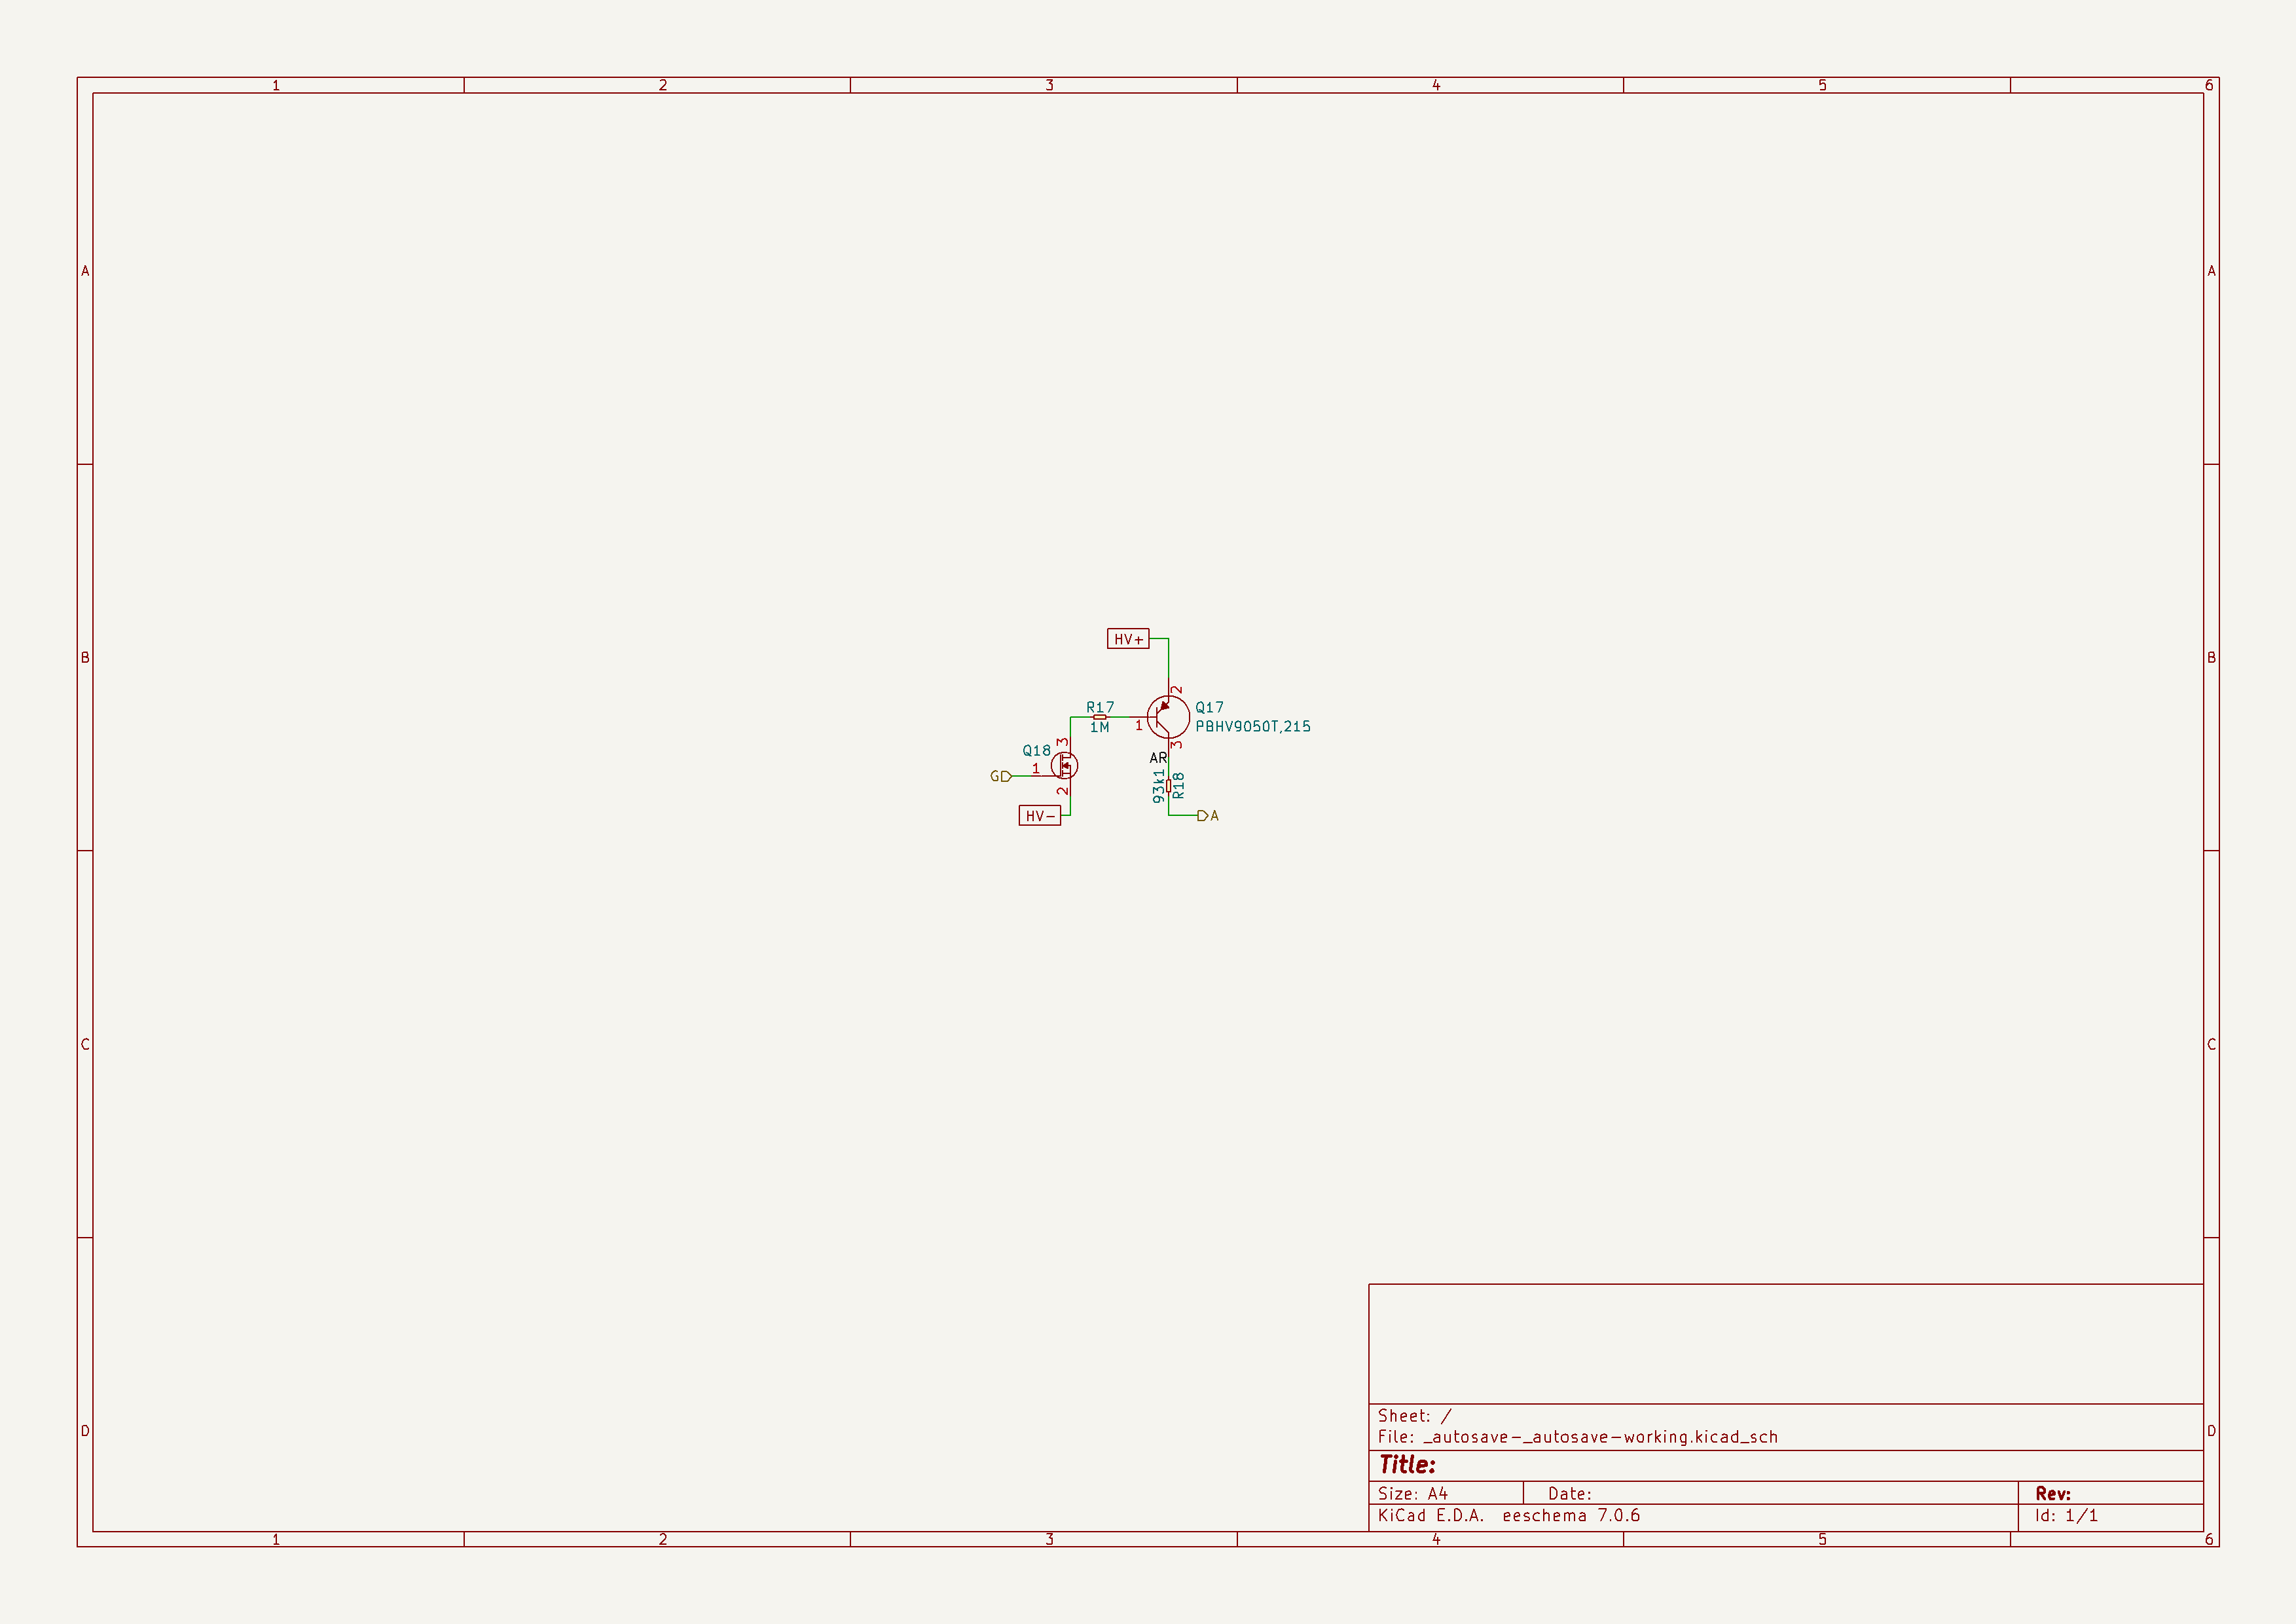 1 2 3 4 5 6
A A
HV+
B B
R17 2 Q17
1M 1 PBHV9050T,215
Q18 3 3
AR
G 1 93k1 R18
2
HV- A
C C
Sheet: /
D File: _autosave-_autosave-working.kicad_sch D
Title:
Size: A4 Date: Rev:
KiCad E.D.A. eeschema 7.0.6 Id: 1/1
1 2 3 4 5 6